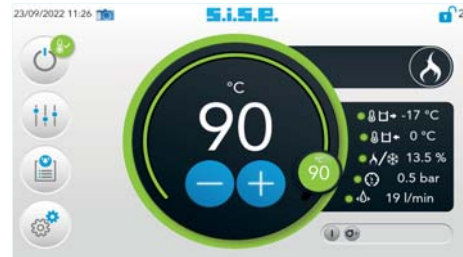 23/09/2022 11:26
s.i.s.e.
2
°C
90
°C
90
-17 °C
0 °C
13.5 %
0.5 bar
19 l/min